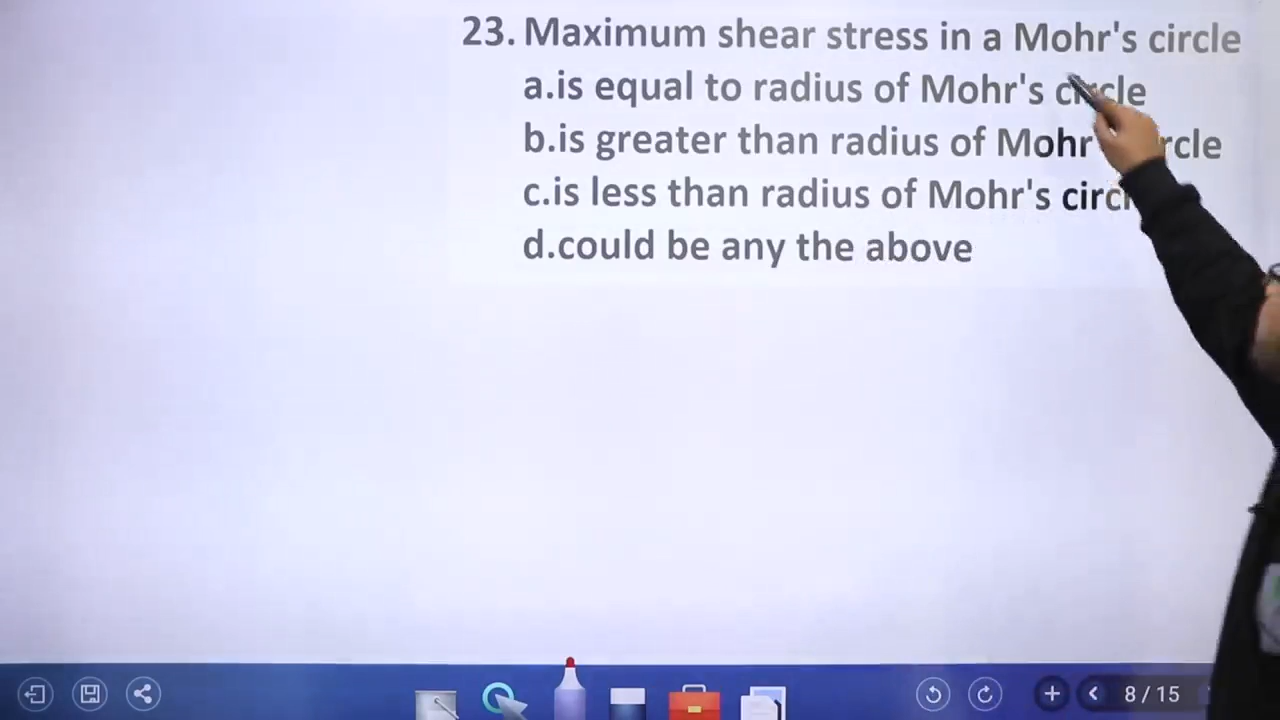 23. Maximum shear stress in a Mohr's circle
a.is equal to radius of Mohr's circle
b.is greater than radius of Mohr
c.is less than radius of Mohr's
d.could be any the above
8 / 15